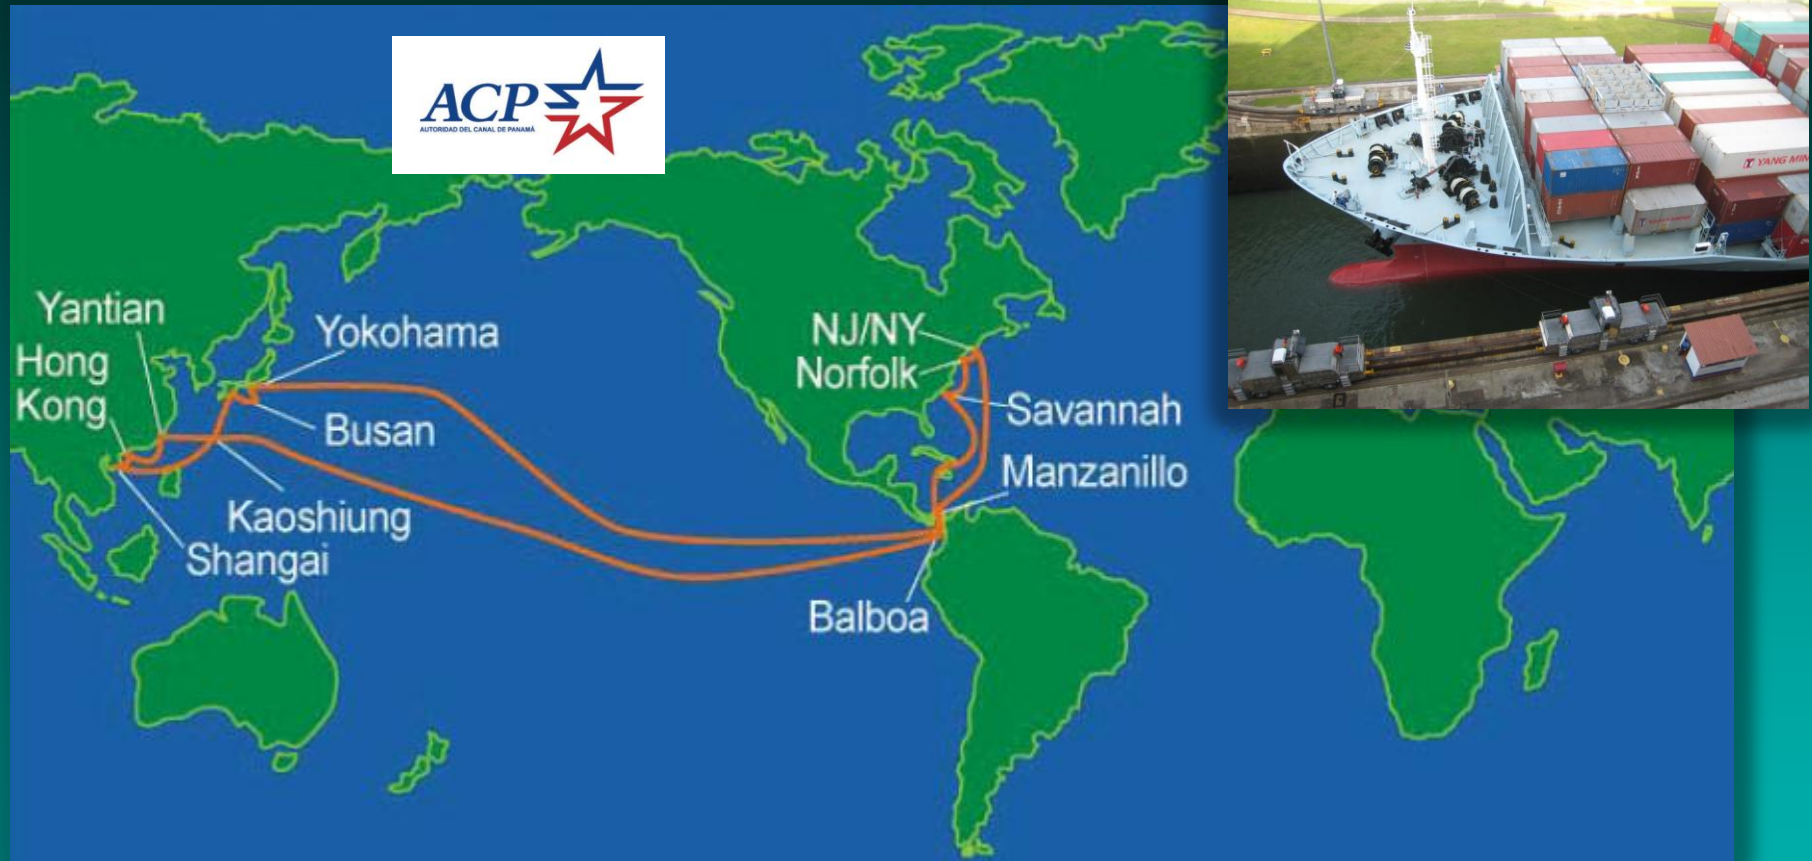 ACP
AUTORIDAD DEL CANAL DE PANAMÁ
Yantian
Hong
Kong
Yokohama
Busan
Kaoshiung
Shangai
NJ/NY
Norfolk
Savannah
Manzanillo
Balboa
YANG MIN